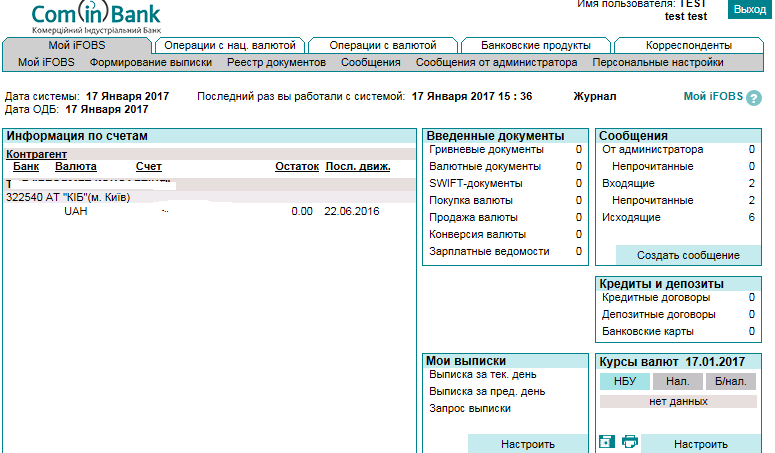 Com(in)Bank
Комерційний Індустріальний Банк
Имя пользователя: TEST
test test
Выход
Мой iFOBS
Операции с нац. валютой
Операции с валютой
Банковские продукты
Корреспонденты
Мой iFOBS Формирование выписки Реестр документов Сообщения Сообщения от администратора Персональные настройки
Дата системы: 17 Января 2017 Последний раз вы работали с системой: 17 Января 2017 15 : 36 Журнал Мой iFOBS ?
Дата ОДБ: 17 Января 2017
Информация по счетам
Контрагент
Банк Валюта Счет Остаток Посл. движ.
322540 АТ "КІБ"(м. Київ)
UAH 0.00 22.06.2016
Введенные документы
Гривневые документы 0
Валютные документы 0
SWIFT-документы 0
Покупка валюты 0
Продажа валюты 0
Конверсия валюты 0
Зарплатные ведомости 0
Сообщения
От администратора 0
Непрочитанные 0
Входящие 2
Непрочитанные 2
Исходящие 6
Создать сообщение
Кредиты и депозиты
Кредитные договоры 0
Депозитные договоры 0
Банковские карты 0
Мои выписки
Выписка за тек. день
Выписка за пред. день
Запрос выписки
Настроить
Курсы валют 17.01.2017
НБУ Нал. Б/нал.
нет данных
Настроить